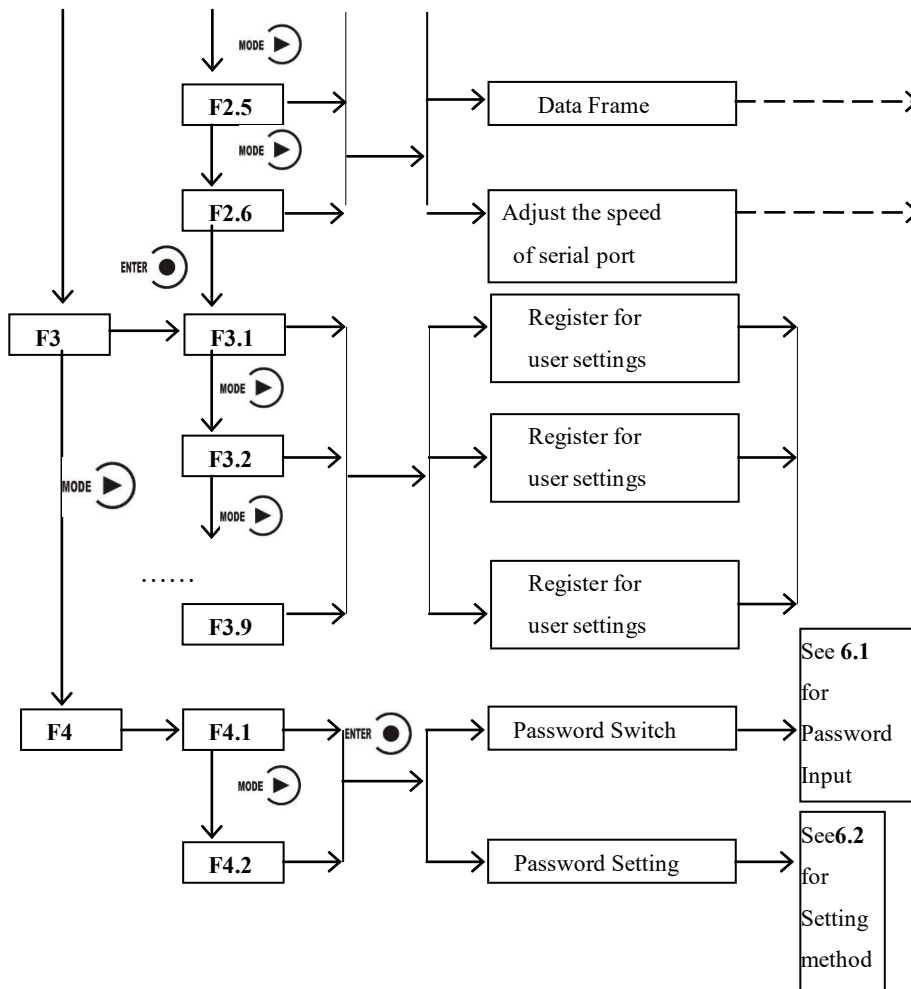 MODE
F2.5
Data Frame
MODE
F2.6
Adjust the speed
of serial port
ENTER
F3
F3.1
Register for
user settings
MODE
F3.2
Register for
user settings
MODE
MODE
......
F3.9
Register for
user settings
See 6.1
for
Password
Input
F4
F4.1
ENTER
Password Switch
MODE
F4.2
Password Setting
See6.2
for
Setting
method